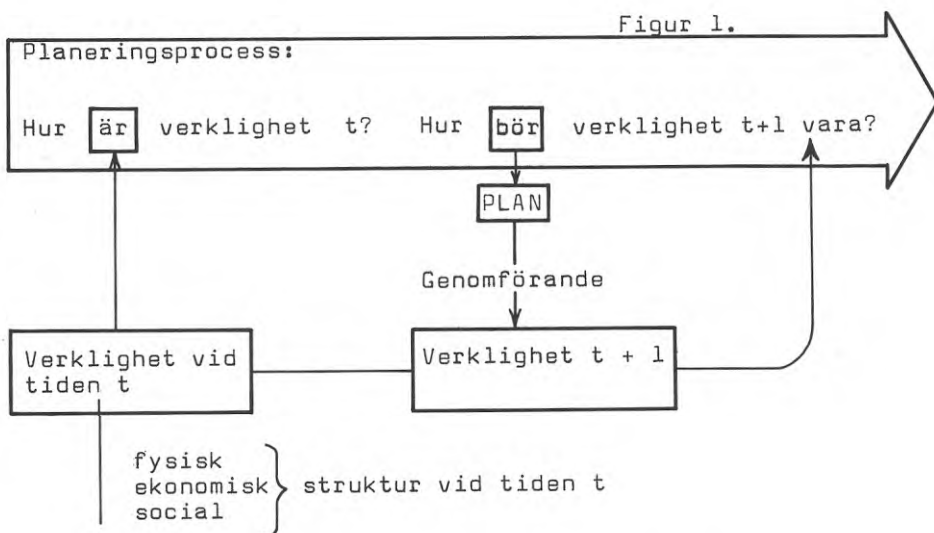 Figur 1.
Planeringsprocess:
Hur är verklighet t? Hur bör verklighet t+1 vara?
PLAN
Genomförande
Verklighet vid
tiden t
Verklighet t + 1
fysisk
ekonomisk
social
struktur vid tiden t